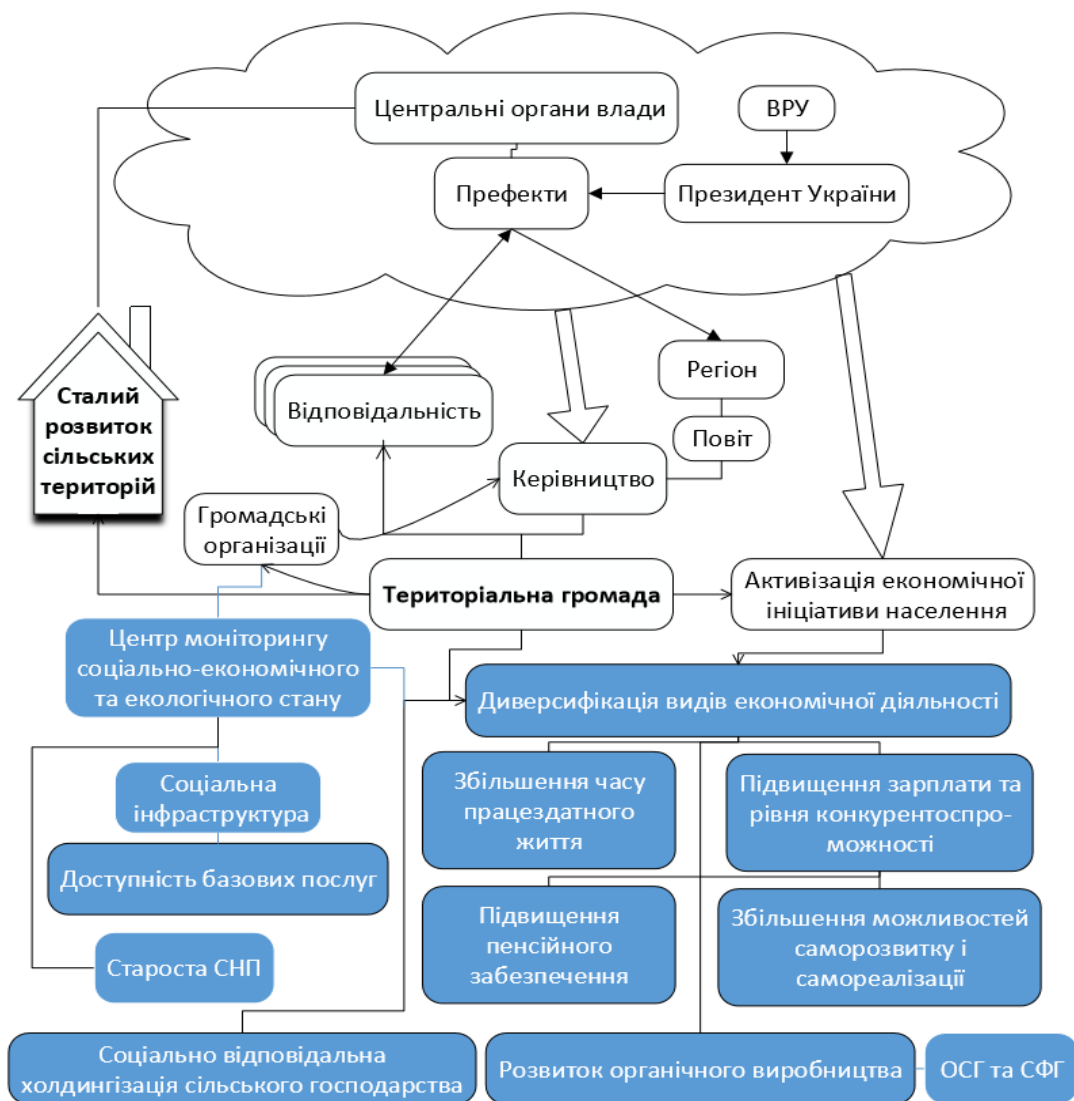 Центральні органи влади
ВРУ
Префекти
Президент України
Сталий
розвиток
сільських
територій
Відповідальність
Регіон
Повіт
Керівництво
Громадські
організації
Територіальна громада
Активізація економічної
ініціативи населення
Центр моніторингу
соціально-економічного
та екологічного стану
Диверсифікація видів економічної діяльності
Соціальна
інфраструктура
Збільшення часу
працездатного
життя
Підвищення зарплати та
рівня конкурентоспро-
можності
Доступність базових послуг
Підвищення
пенсійного
забезпечення
Збільшення можливостей
саморозвитку і
самореалізації
Староста СНП
Соціально відповідальна
холдингізація сільського господарства
Розвиток органічного виробництва
ОСГ та СФГ